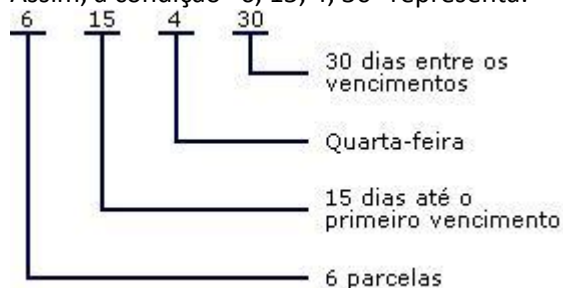 Assim, a condição "6, 15, 4, 30" representa:
6 15 4 30
30 dias entre os
vencimentos
Quarta-feira
15 dias até o
primeiro vencimento
6 parcelas